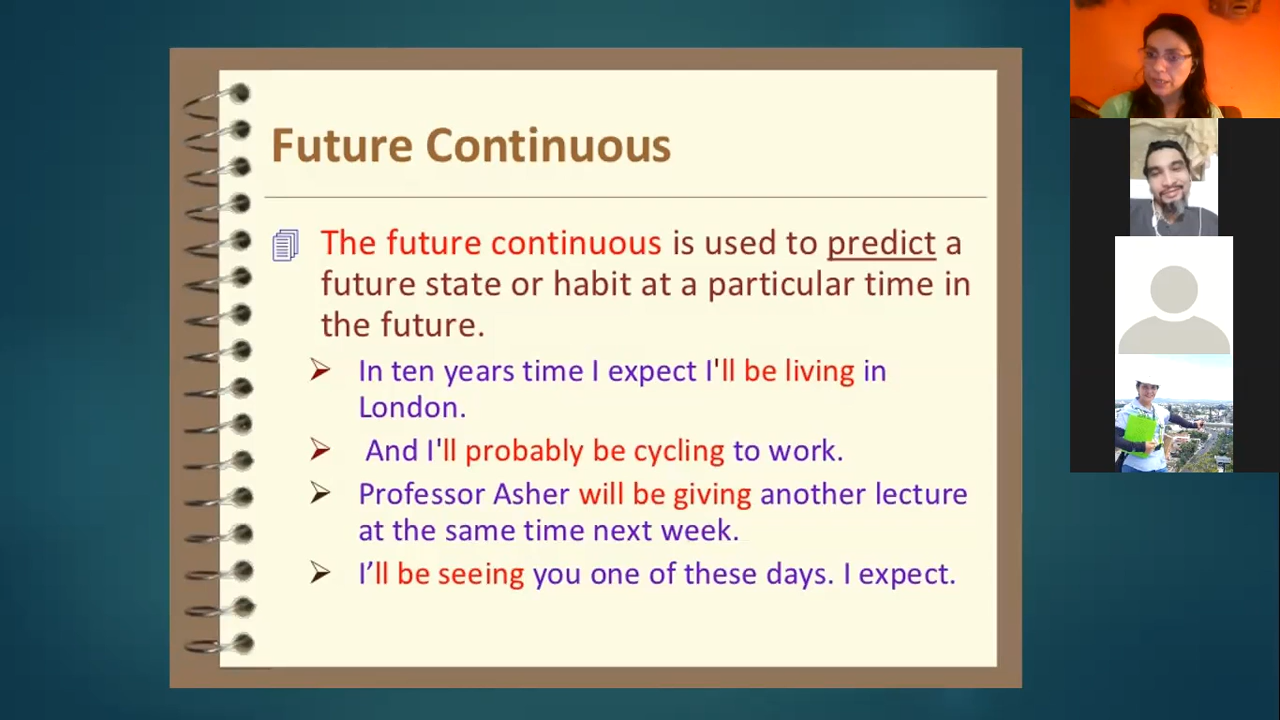 Future Continuous
The future continuous is used to predict a
future state or habit at a particular time in
the future.
In ten years time I expect I'll be living in
London.
And I'll probably be cycling to work.
Professor Asher will be giving another lecture
at the same time next week.
I’ll be seeing you one of these days. I expect.